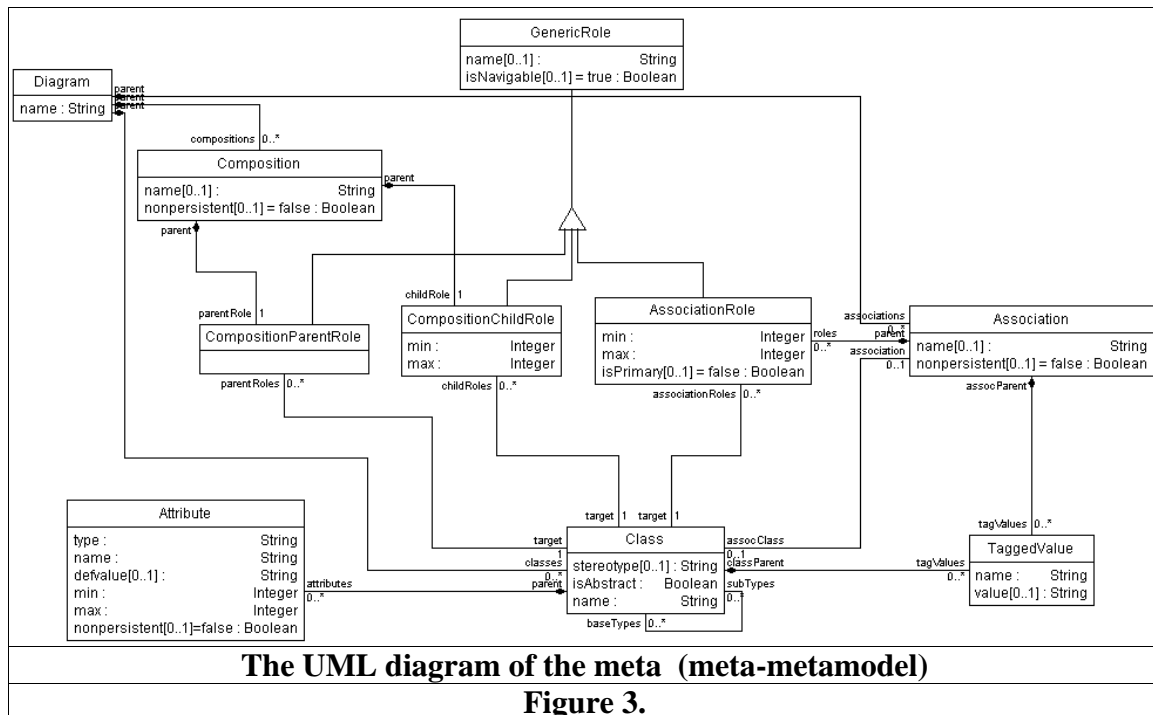 GenericRole
name[0..1] : String
isNavigable[0..1] = true : Boolean
Diagram
name : String
parent
parent
parent
compositions 0..*
Composition
name[0..1] : String
nonpersistent[0..1] = false : Boolean
parent
parent
parentRole 1
CompositionParentRole
parentRoles 0..*
childRole 1
CompositionChildRole
min : Integer
max : Integer
childRoles 0..*
AssociationRole
min : Integer
max : Integer
isPrimary[0..1] = false : Boolean
associationRoles 0..*
roles
0..*
associations
0..*
parent
association
0..1
Association
name[0..1] : String
nonpersistent[0..1] = false : Boolean
assocParent
Attribute
type : String
name : String
defvalue[0..1] : String
min : Integer
max : Integer
nonpersistent[0..1]=false : Boolean
attributes
0..*
target 1
target 1
target
1
classes
0..*
parent
Class
stereotype[0..1] : String
isAbstract : Boolean
name : String
assocClass
0..1
classParent
subTypes
0..*
baseTypes 0..*
tagValues
0..*
tagValues 0..*
TaggedValue
name : String
value[0..1] : String
The UML diagram of the meta (meta-metamodel)
Figure 3.